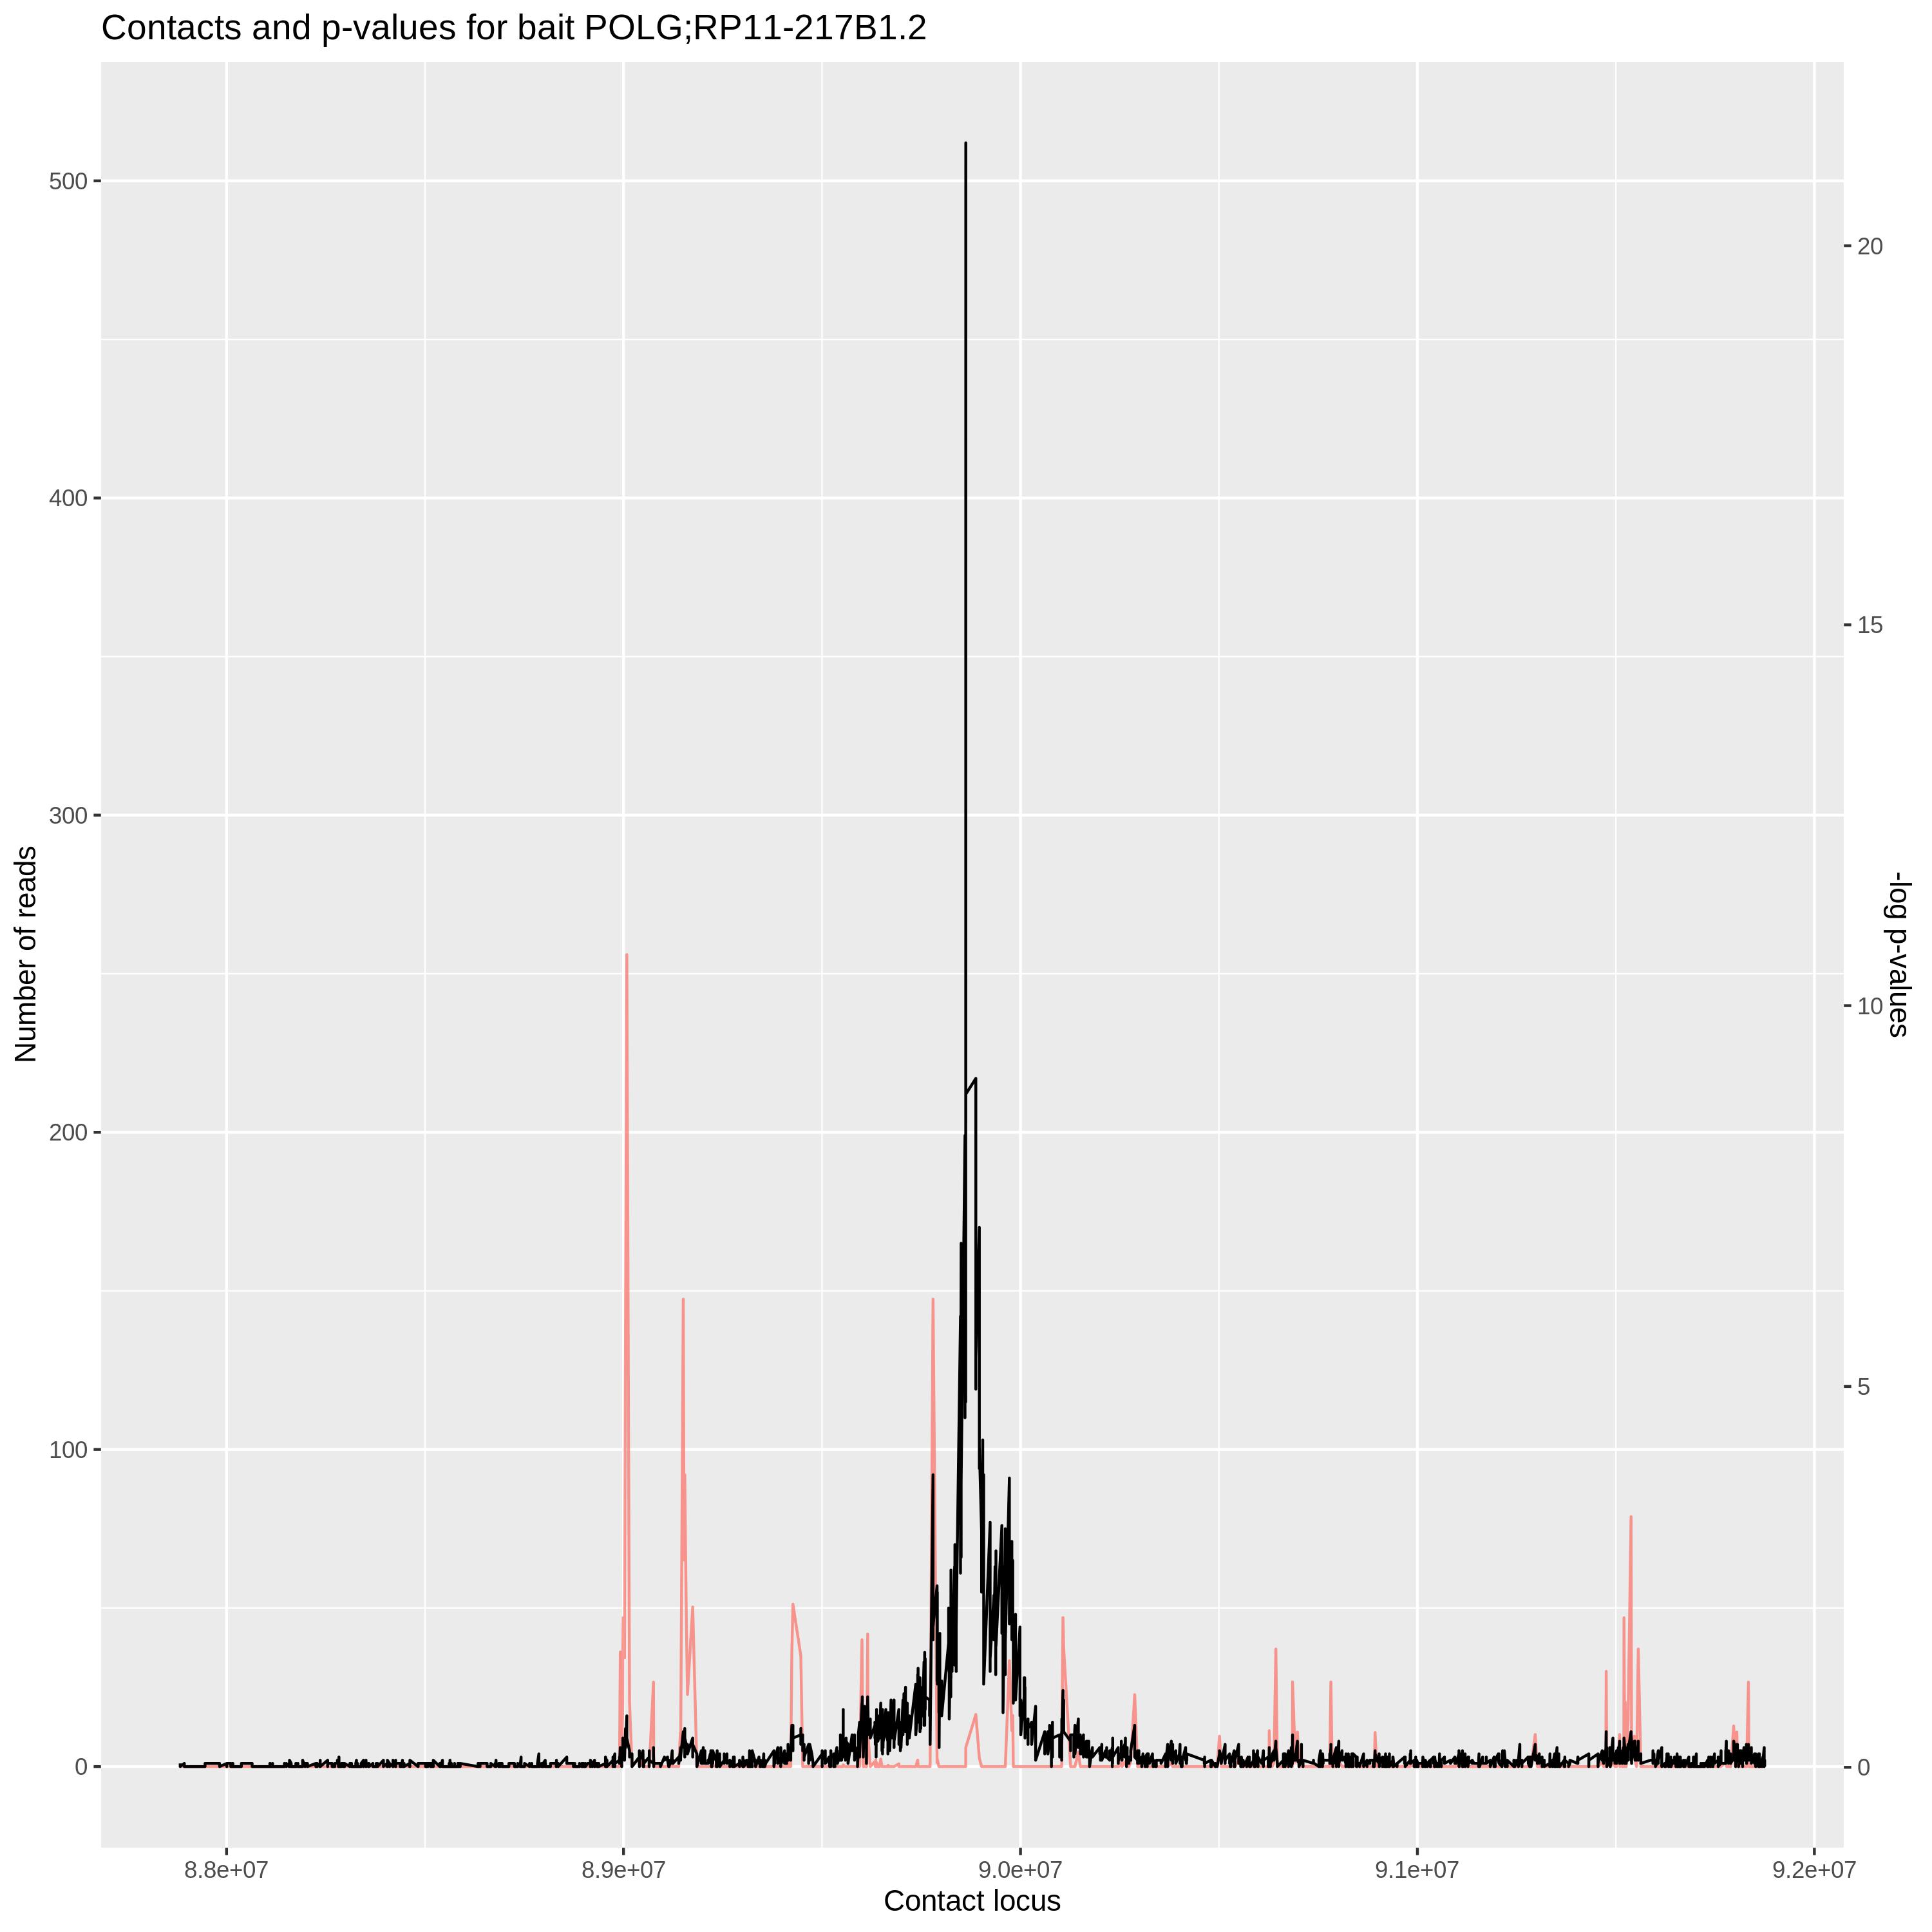 Contacts and p-values for bait POLG;RP11-217B1.2
500
400
300
200
100
0
Number of reads
20
15
10
5
0
-log p-values
8.8e+07 8.9e+07 9.0e+07 9.1e+07 9.2e+07
Contact locus